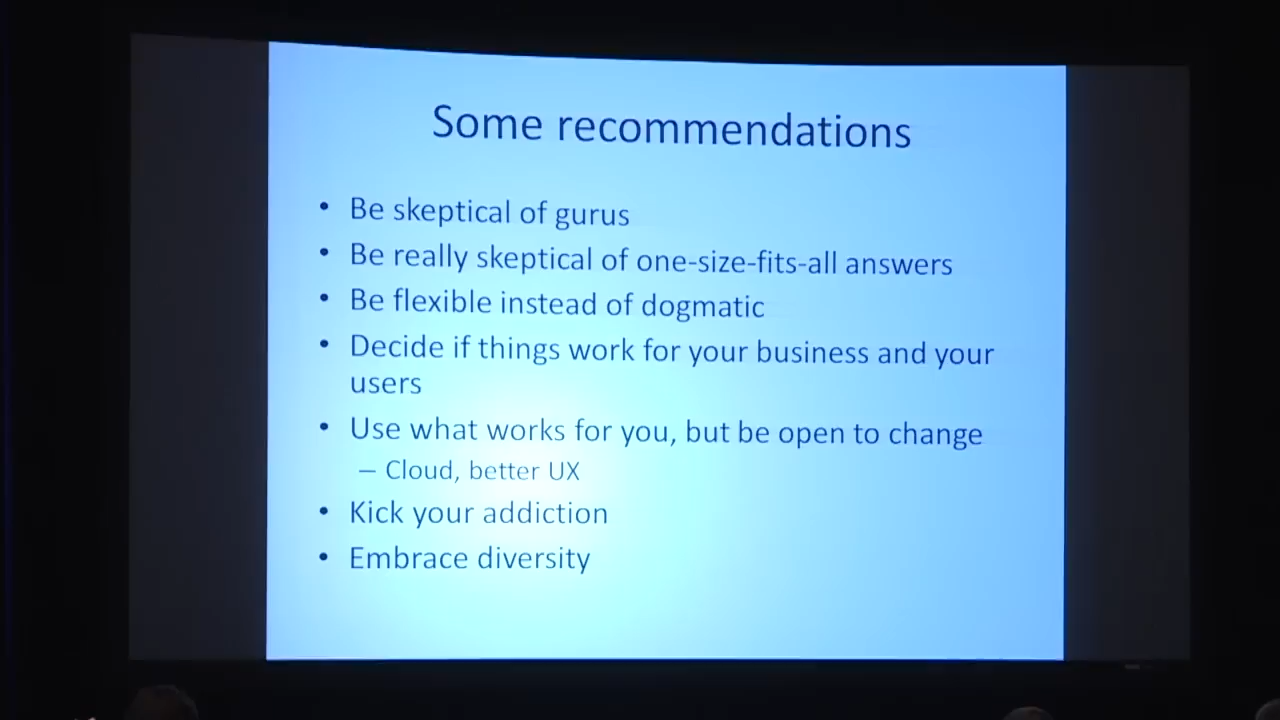 Some recommendations
• Be skeptical of gurus
• Be really skeptical of one-size-fits-all answers
• Be flexible instead of dogmatic
• Decide if things work for your business and your
users
• Use what works for you, but be open to change
– Cloud, better UX
• Kick your addiction
• Embrace diversity